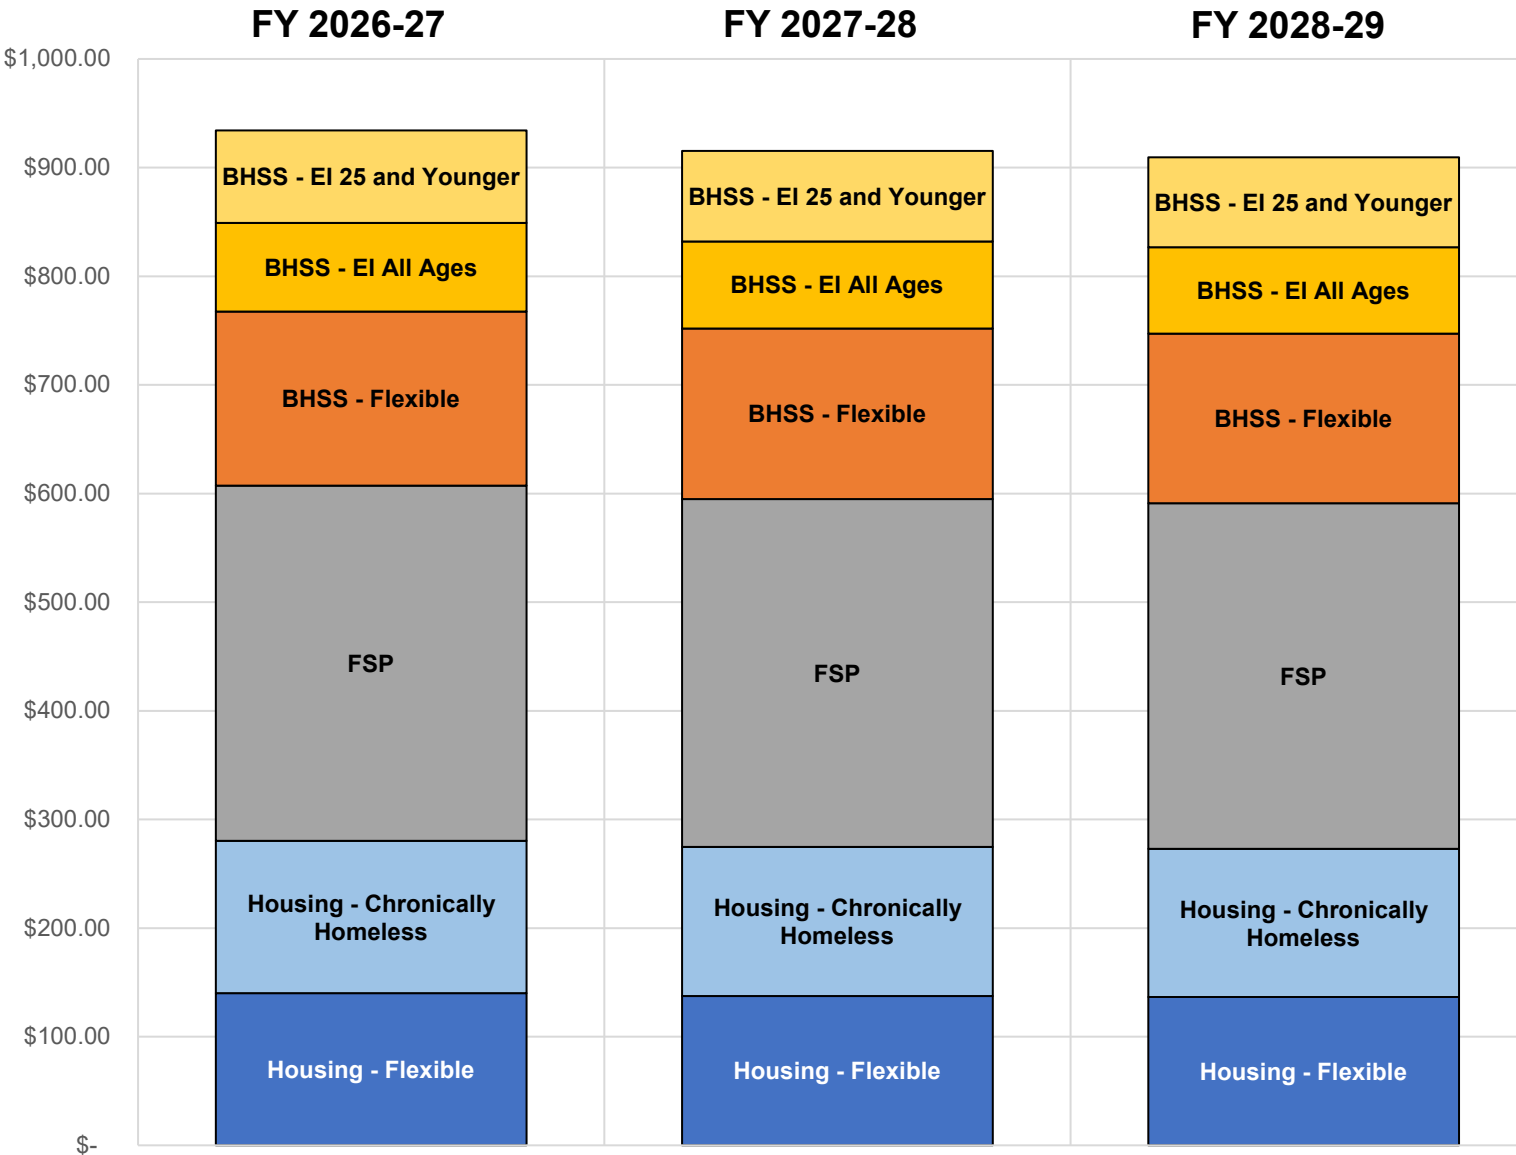 FY 2026-27
FY 2027-28
FY 2028-29
$1,000.00
$900.00
$800.00
$700.00
$600.00
$500.00
$400.00
$300.00
$200.00
$100.00
$-
BHSS - EI 25 and Younger
BHSS - EI All Ages
BHSS - Flexible
FSP
Housing - Chronically
Homeless
Housing - Flexible
BHSS - EI 25 and Younger
BHSS - EI All Ages
BHSS - Flexible
FSP
Housing - Chronically
Homeless
Housing - Flexible
BHSS - EI 25 and Younger
BHSS - EI All Ages
BHSS - Flexible
FSP
Housing - Chronically
Homeless
Housing - Flexible